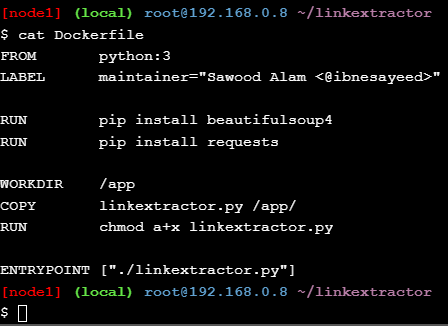 [node1] (local) root@192.168.0.8 ~/linkextractor
$ cat Dockerfile
FROM python:3
LABEL maintainer="Sawood Alam <@ibnesayeed>"
RUN pip install beautifulsoup4
RUN pip install requests
WORKDIR /app
COPY linkextractor.py /app/
RUN chmod a+x linkextractor.py
ENTRYPOINT ["./linkextractor.py"]
[node1] (local) root@192.168.0.8 ~/linkextractor
$